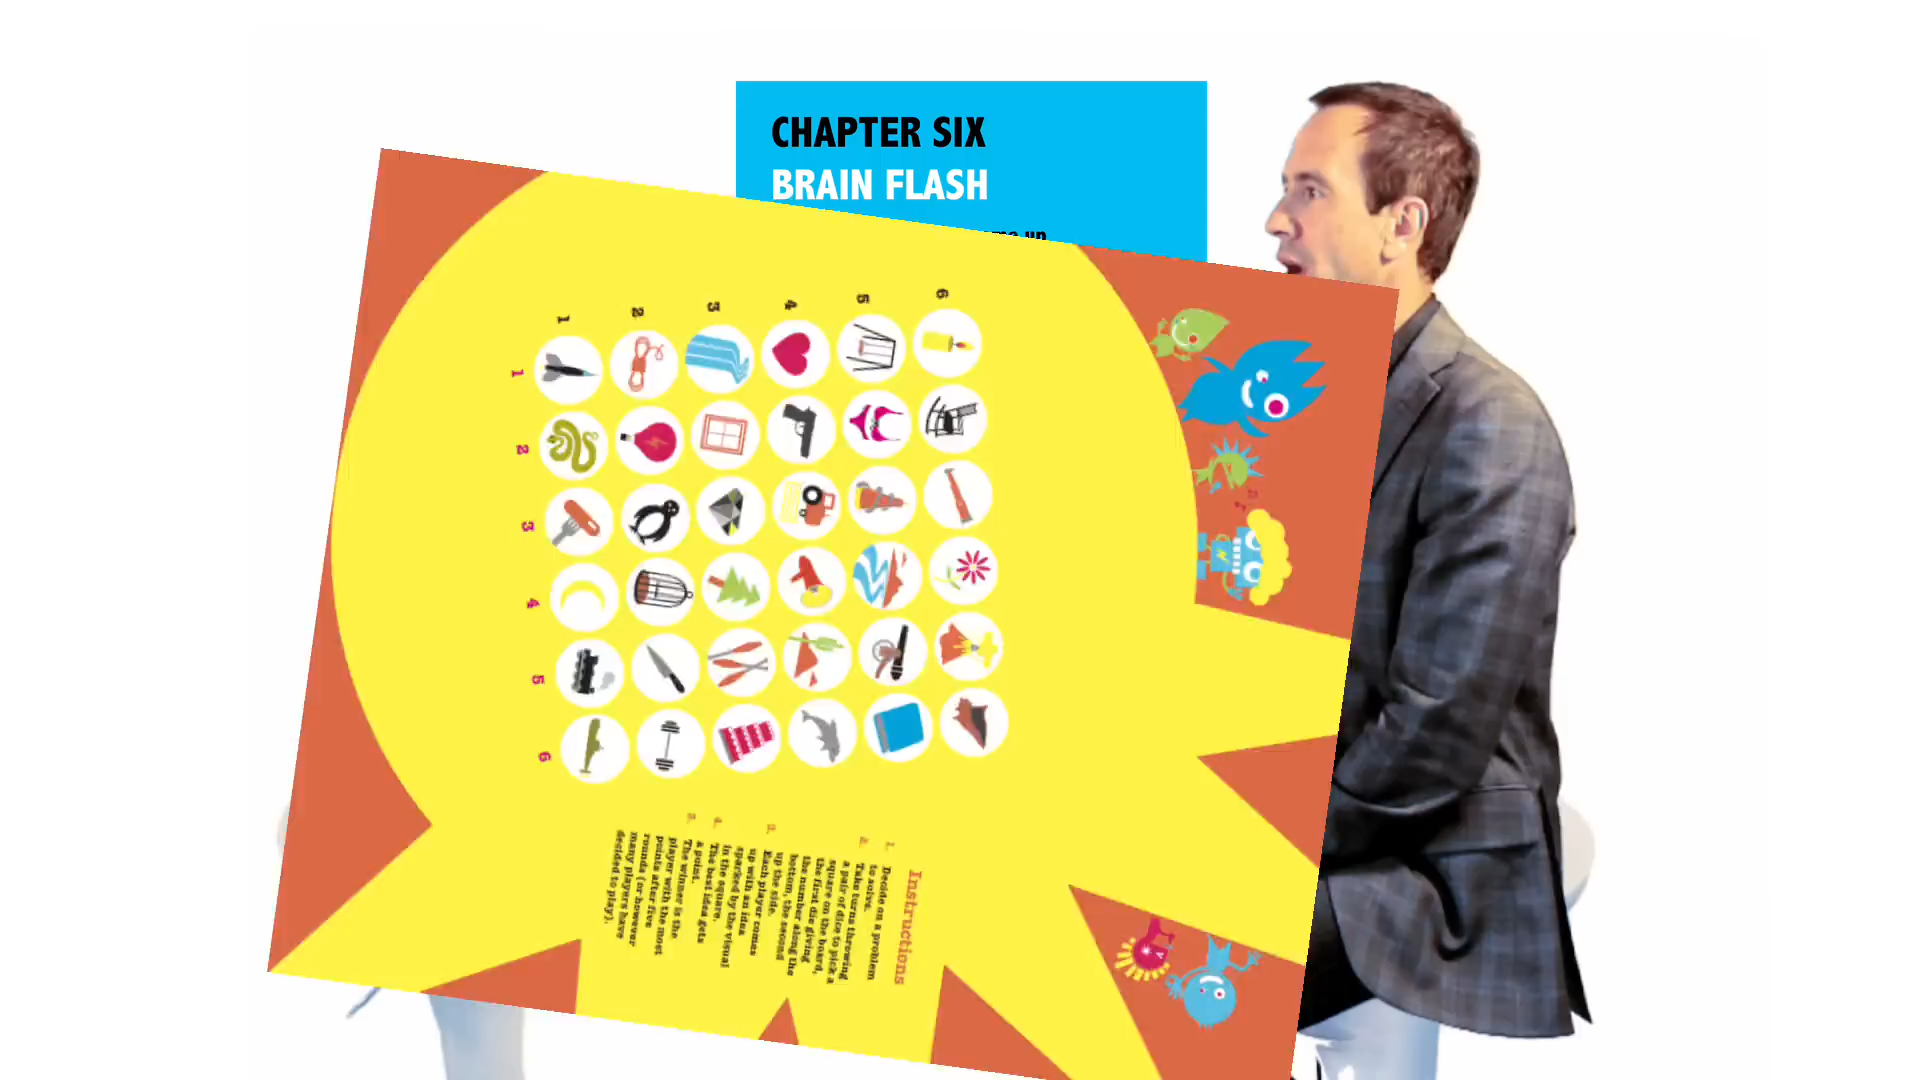 CHAPTER SIX
BRAIN FLASH
up
6
5
4
3
2
1
1 2 3 4 5 6
Instructions
1. Decide on a problem
to solve.
2. Take turns throwing
a pair of dice to pick a
square on the board,
the first die giving
the number along the
bottom, the second
up the side.
3. Each player comes
up with an idea
sparked by the visual
in the square.
4. The best idea gets
a point.
5. The winner is the
player with the most
points after five
rounds (or however
many players have
decided to play).